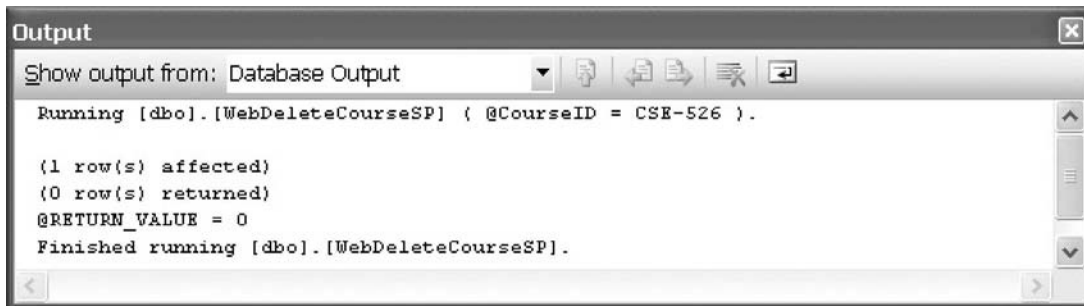 Output
Show output from: Database Output
Running [dbo].[WebDeleteCourseSP] ( @CourseID = CSE-526 ).
(1 row(s) affected)
(0 row(s) returned)
@RETURN_VALUE = 0
Finished running [dbo].[WebDeleteCourseSP].